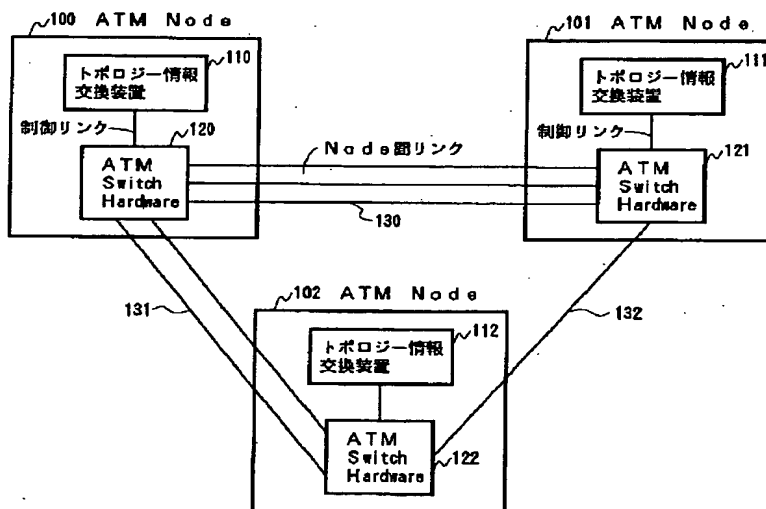 100 ATM Node
トポロジー情報
交換装置
110
制御リンク
120
ATM
Switch
Hardware
Node間リンク
130
101 ATM Node
トポロジー情報
交換装置
111
制御リンク
121
ATM
Switch
Hardware
131
132
102 ATM Node
トポロジー情報
交換装置
112
ATM
Switch
Hardware
122